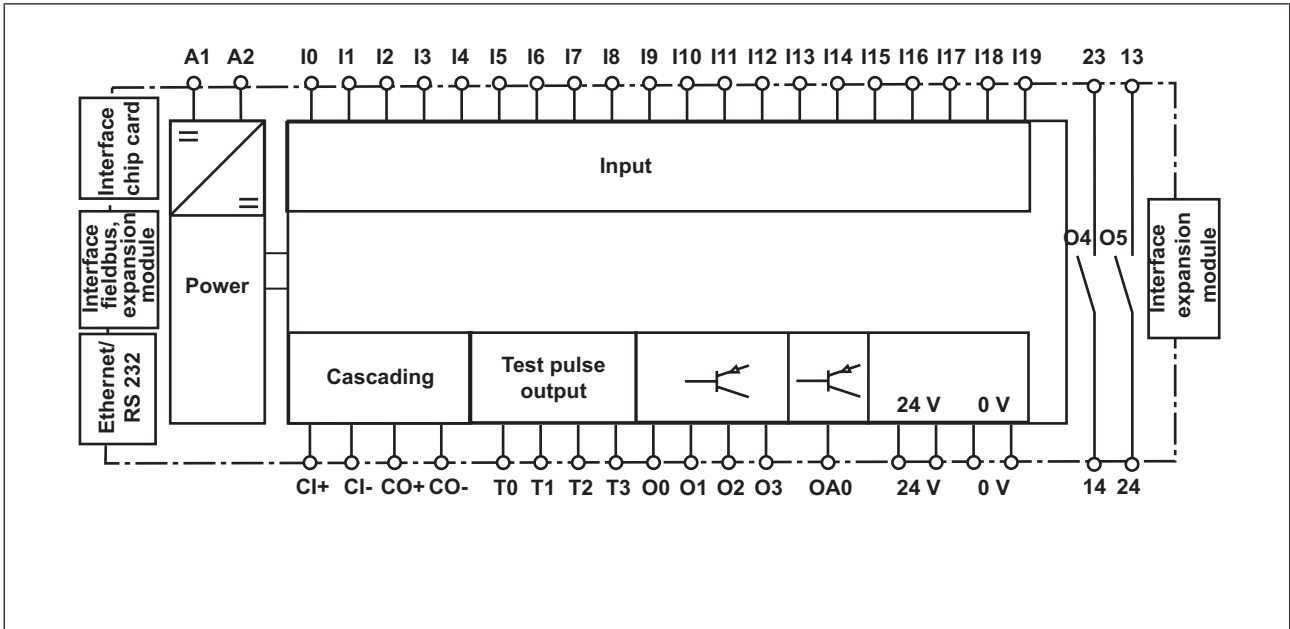 A1 A2 I0 I1 I2 I3 I4 I5 I6 I7 I8 I9 I10 I11 I12 I13 I14 I15 I16 I17 I18 I19 23 13
Interface
chip card
Input
Interface
fieldbus,
expansion
module
Power
O4 O5
Interface
expansion
module
Ethernet/
RS 232
Cascading
Test pulse
output
24 V 0 V
CI+ CI- CO+ CO- T0 T1 T2 T3 O0 O1 O2 O3 OA0 24 V 0 V 14 24